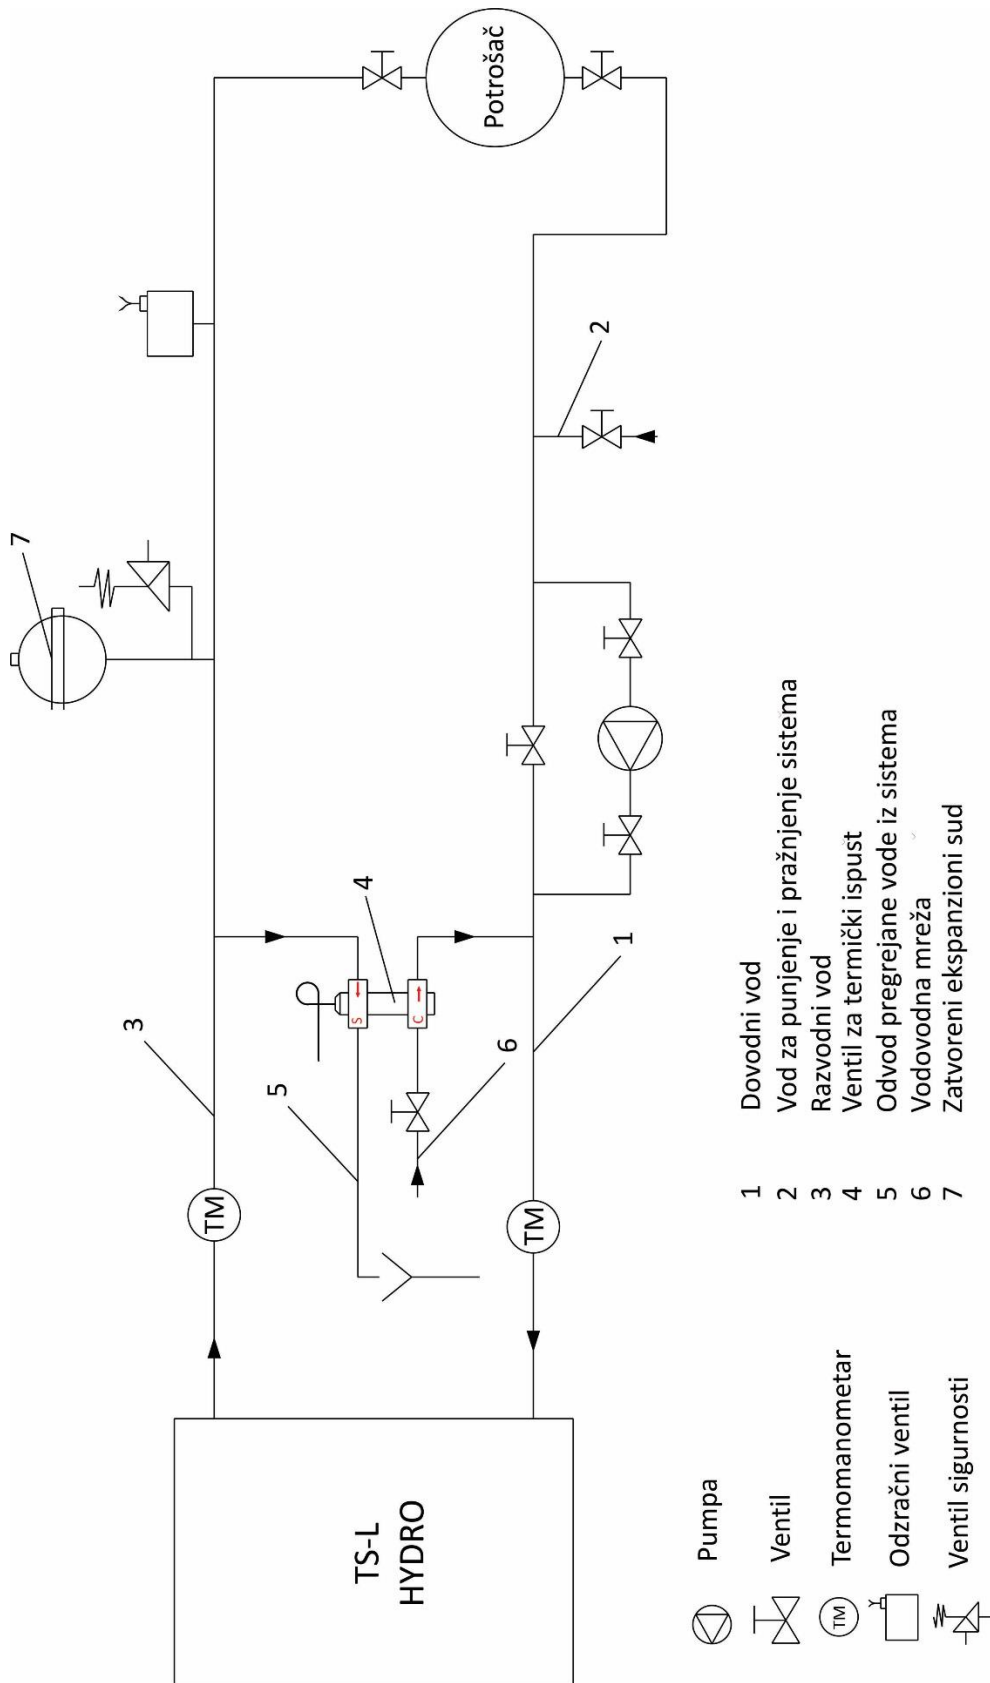 7
Potrošač
2
3
4
5
6
1
S
C
TM
TM
TS-L
HYDRO
1 Dovodni vod
2 Vod za punjenje i pražnjenje sistema
3 Razvodni vod
4 Ventil za termički ispust
5 Odvod pregrejane vode iz sistema
6 Vodovodna mreža
7 Zatvoreni ekspanzioni sud
Pumpa
Ventil
TM Termomanometar
Odzračni ventil
Ventil sigurnosti